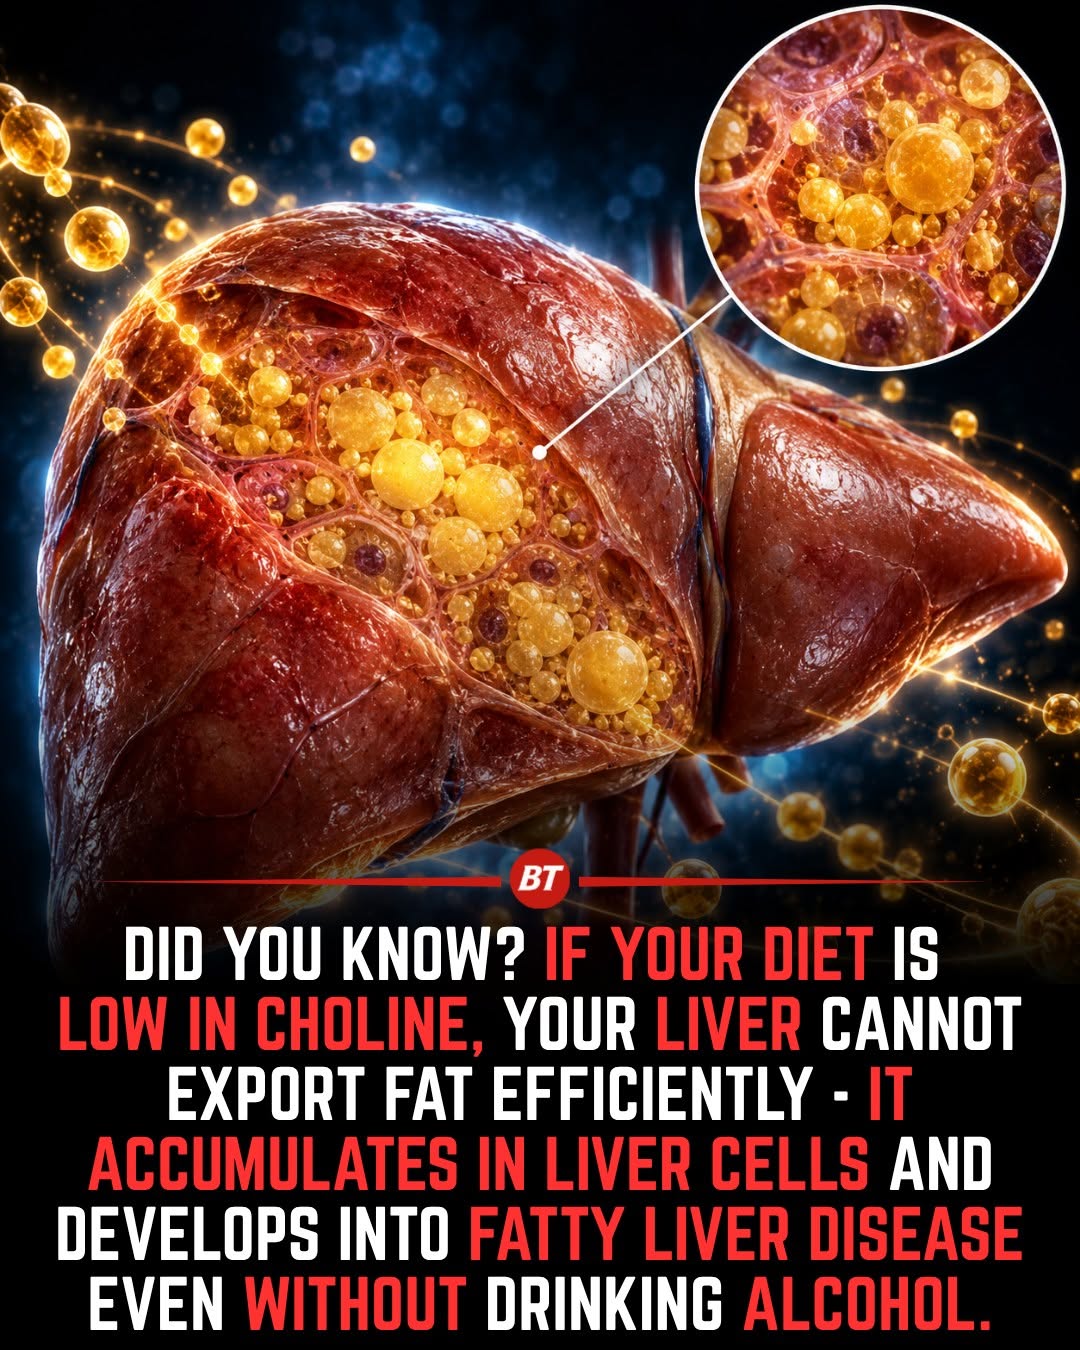 BT
DID YOU KNOW? IF YOUR DIET IS
LOW IN CHOLINE, YOUR LIVER CANNOT
EXPORT FAT EFFICIENTLY - IT
ACCUMULATES IN LIVER CELLS AND
DEVELOPS INTO FATTY LIVER DISEASE
EVEN WITHOUT DRINKING ALCOHOL.